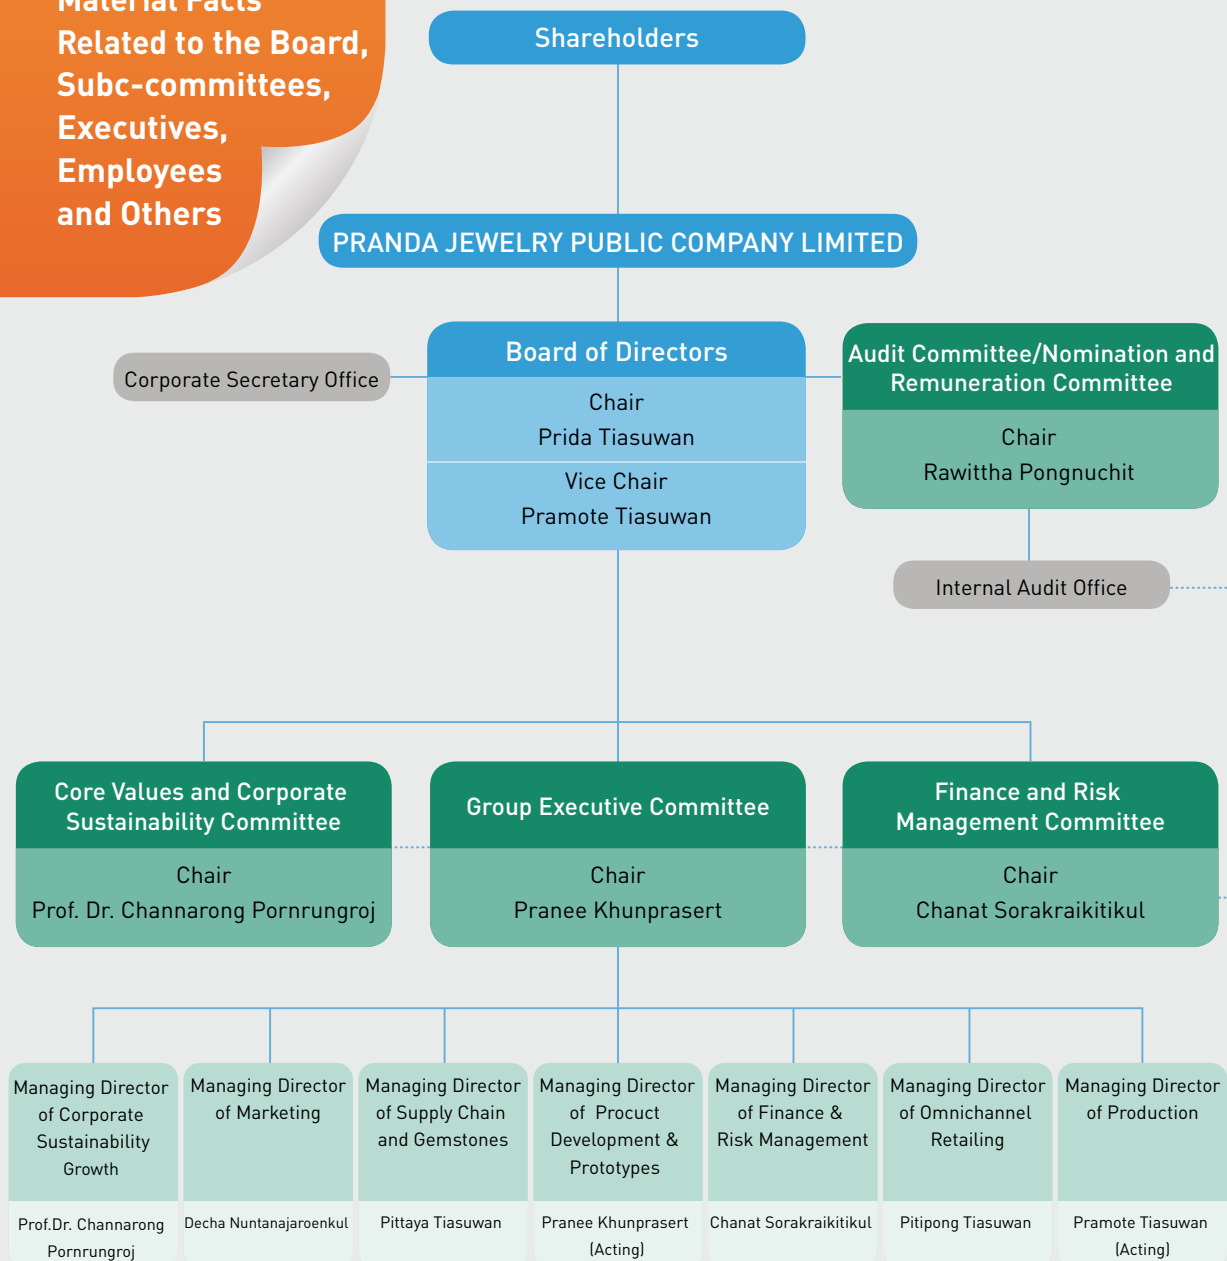 Material Facts
Related to the Board,
Subc-committees,
Executives,
Employees
and Others
Shareholders
PRANDA JEWELRY PUBLIC COMPANY LIMITED
Corporate Secretary Office
Board of Directors
Chair
Prida Tiasuwan
Vice Chair
Pramote Tiasuwan
Audit Committee/Nomination and
Remuneration Committee
Chair
Rawittha Pongnuchit
Internal Audit Office
Core Values and Corporate
Sustainability Committee
Chair
Prof. Dr. Channarong Pornrungroj
Group Executive Committee
Chair
Pranee Khunprasert
Finance and Risk
Management Committee
Chair
Chanat Sorakraikitikul
Managing Director
of Corporate
Sustainability
Growth
Prof.Dr. Channarong
Pornrungroj
Managing Director
of Marketing
Decha Nuntanajaroenkul
Managing Director
of Supply Chain
and Gemstones
Pittaya Tiasuwan
Managing Director
of Procuct
Development &
Prototypes
Pranee Khunprasert
(Acting)
Managing Director
of Finance &
Risk Management
Chanat Sorakraikitikul
Managing Director
of Omnichannel
Retailing
Pitipong Tiasuwan
Managing Director
of Production
Pramote Tiasuwan
(Acting)